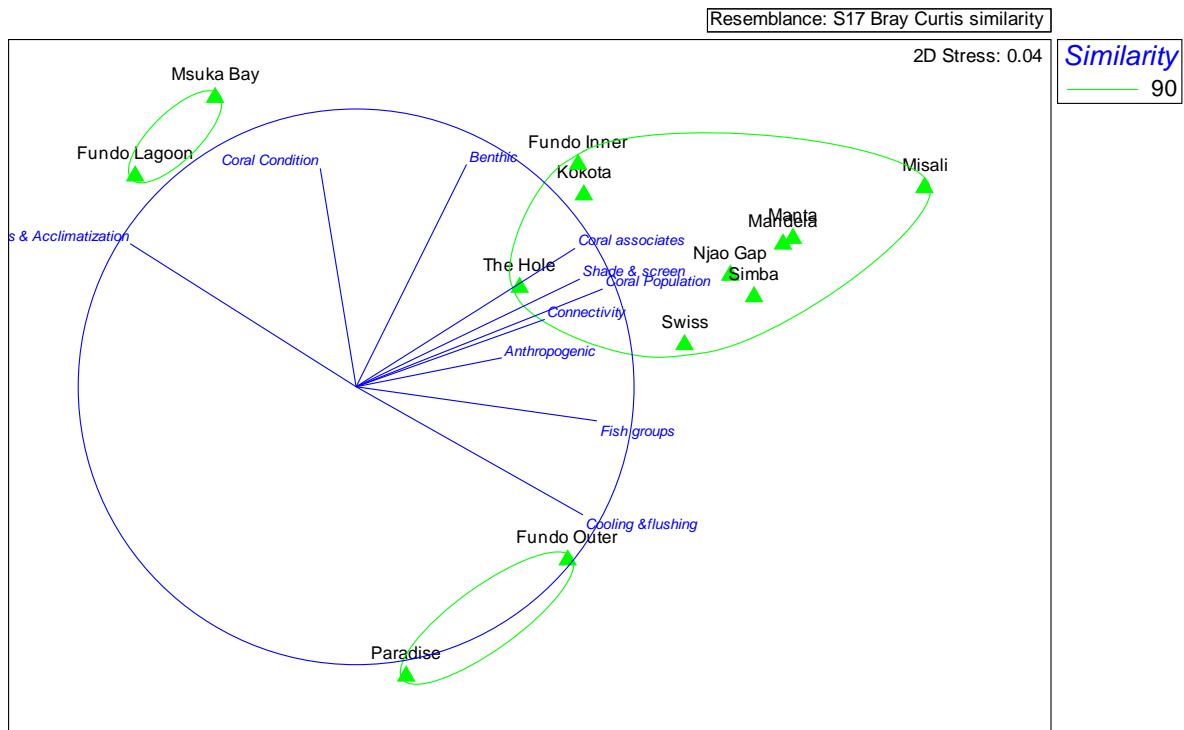 Resemblance: S17 Bray Curtis similarity
2D Stress: 0.04
Similarity
90
Msuka Bay
Fundo Lagoon
Coral Condition
Benthic
Fundo Inner
Kokota
Misali
s & Acclimatization
Coral associates
Manta
Mandela
The Hole
Shade & screen
Njao Gap
Coral Population
Simba
Connectivity
Swiss
Anthropogenic
Fish groups
Cooling &flushing
Fundo Outer
Paradise